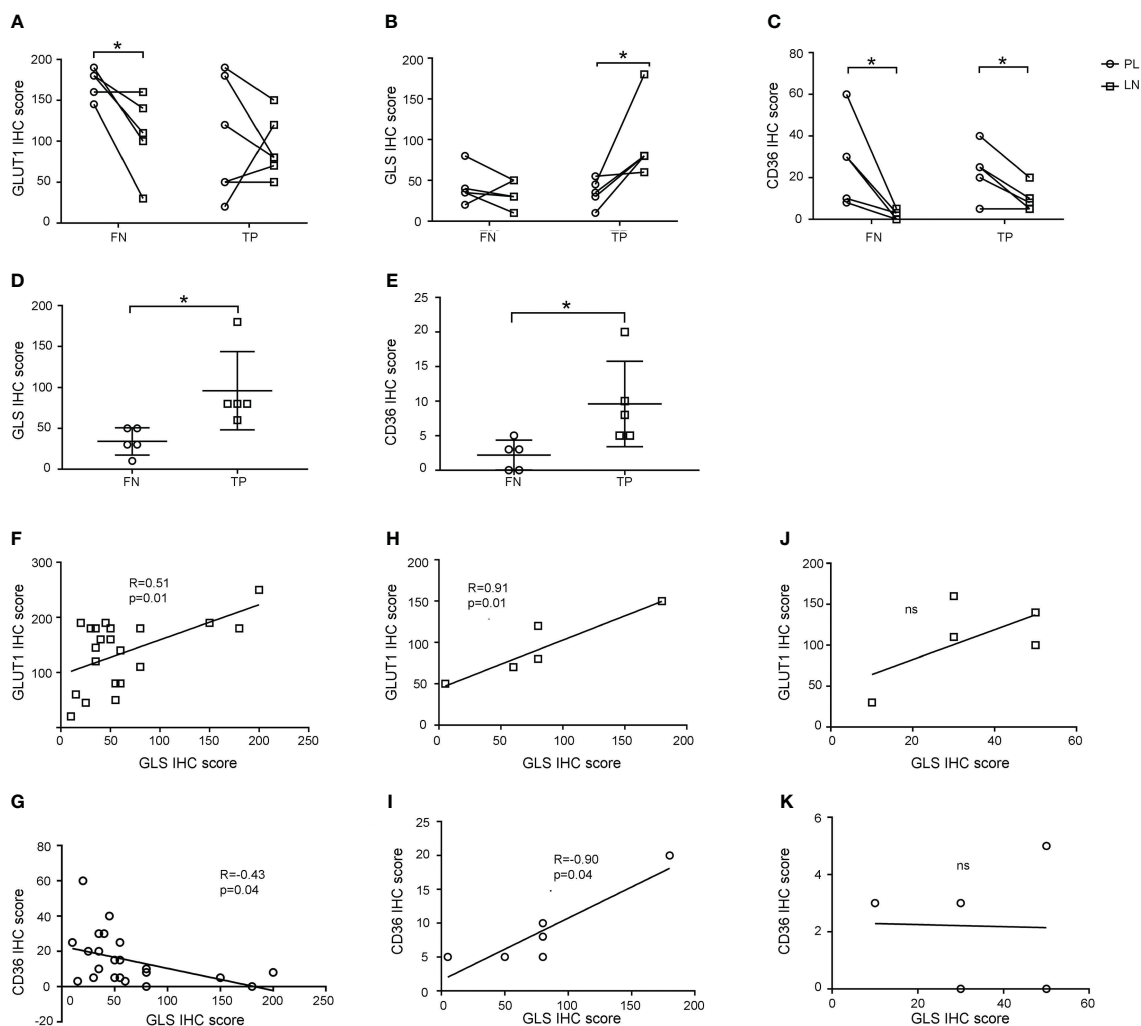 A
B
C
*
*
*
*
PL
LN
GLUT1 IHC score
200
150
100
50
0
FN
TP
GLS IHC score
200
150
100
50
0
FN
TP
CD36 IHC score
80
60
40
20
0
FN
TP
D
E
*
*
GLS IHC score
200
150
100
50
0
FN
TP
CD36 IHC score
25
20
15
10
5
0
FN
TP
F
H
J
GLUT1 IHC score
300
200
100
0
R=0.51
p=0.01
0
50
100
150
200
250
GLS IHC score
GLUT1 IHC score
200
150
100
50
0
R=0.91
p=0.01
0
50
100
150
200
GLS IHC score
GLUT1 IHC score
200
150
100
50
0
ns
0
20
40
60
GLS IHC score
G
I
K
CD36 IHC score
80
60
40
20
0
-20
R=-0.43
p=0.04
0
50
100
150
200
250
GLS IHC score
CD36 IHC score
25
20
15
10
5
0
R=-0.90
p=0.04
0
50
100
150
200
GLS IHC score
CD36 IHC score
6
4
2
0
ns
0
20
40
60
GLS IHC score